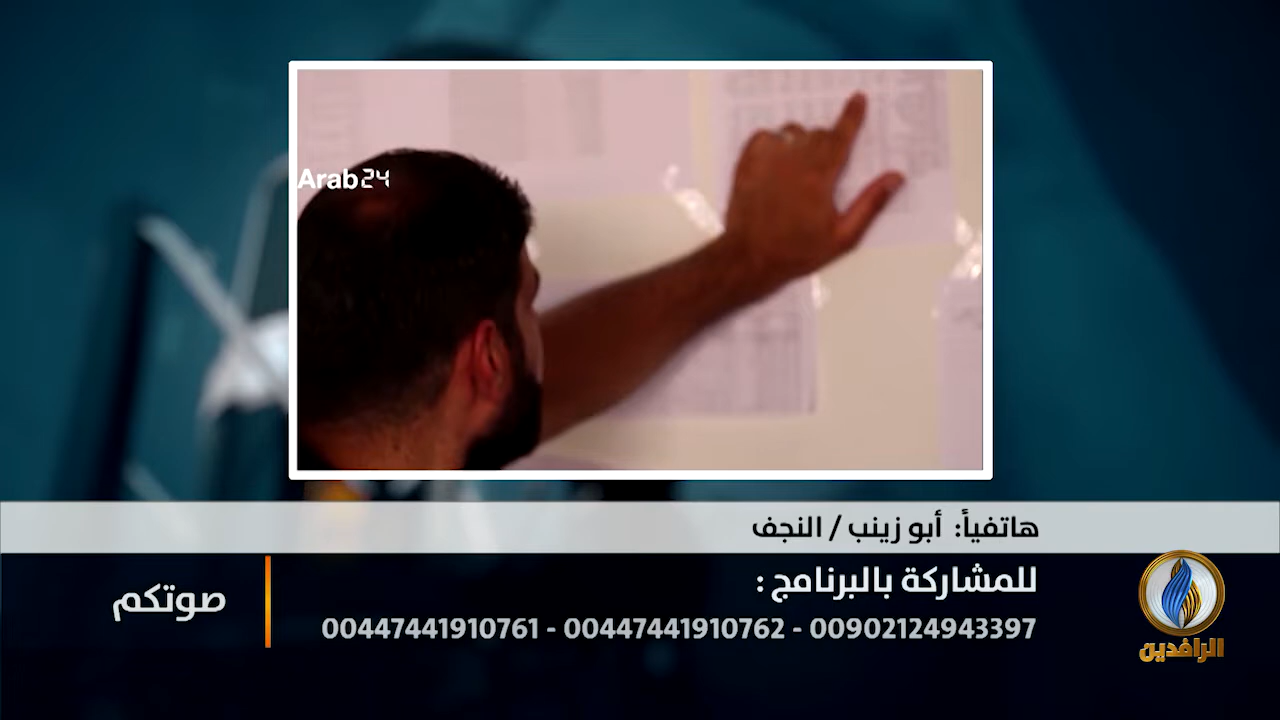 Arab24
هاتفياً: أبو زينب / النجف
للمشاركة بالبرنامج :
00447441910761 - 00447441910762 - 00902124943397
صوتكم
الرافدين